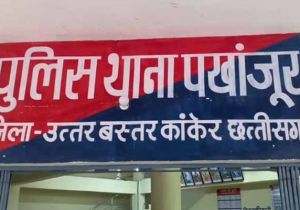 पुलिस थाना पखांजूर
जिला-उत्तर बस्तर कांकेर छत्तीसग